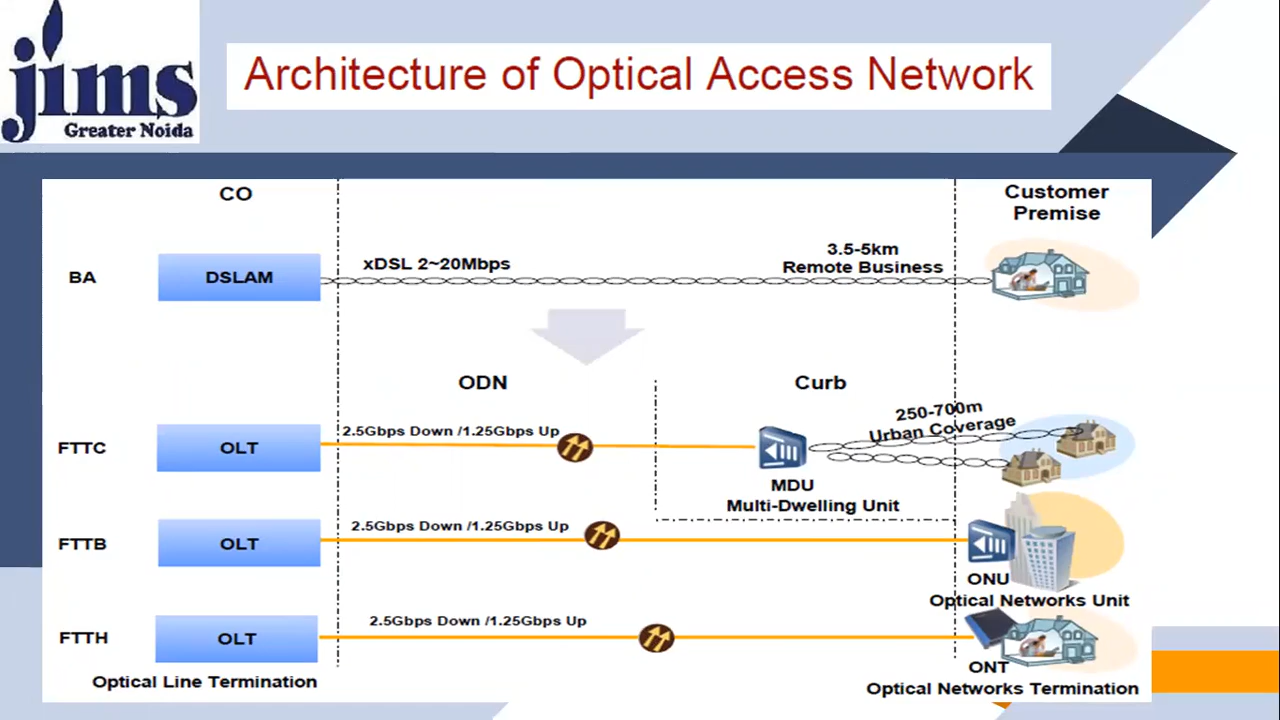 jims
Greater Noida
Architecture of Optical Access Network
CO
Customer
Premise
BA
DSLAM
xDSL 2~20Mbps
3.5-5km
Remote Business
ODN
Curb
FTTC
OLT
2.5Gbps Down /1.25Gbps Up
250-700m
Urban Coverage
MDU
Multi-Dwelling Unit
FTTB
OLT
2.5Gbps Down /1.25Gbps Up
ONU
Optical Networks Unit
FTTH
OLT
2.5Gbps Down /1.25Gbps Up
ONT
Optical Line Termination
Optical Networks Termination